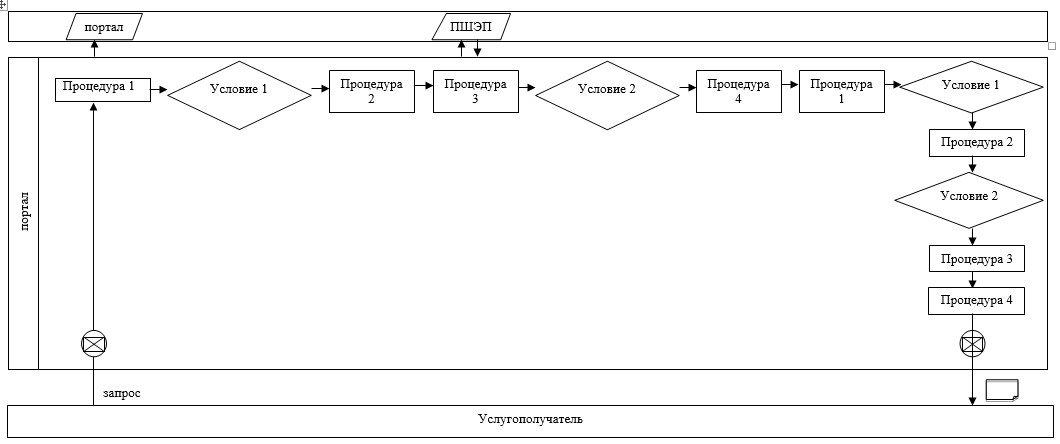 портал
ПШЭП
портал
Процедура 1
Условие 1
Процедура
2
Процедура
3
Условие 2
Процедура
4
Процедура
1
Условие 1
Процедура 2
Условие 2
Процедура 3
Процедура 4
запрос
Услугополучатель